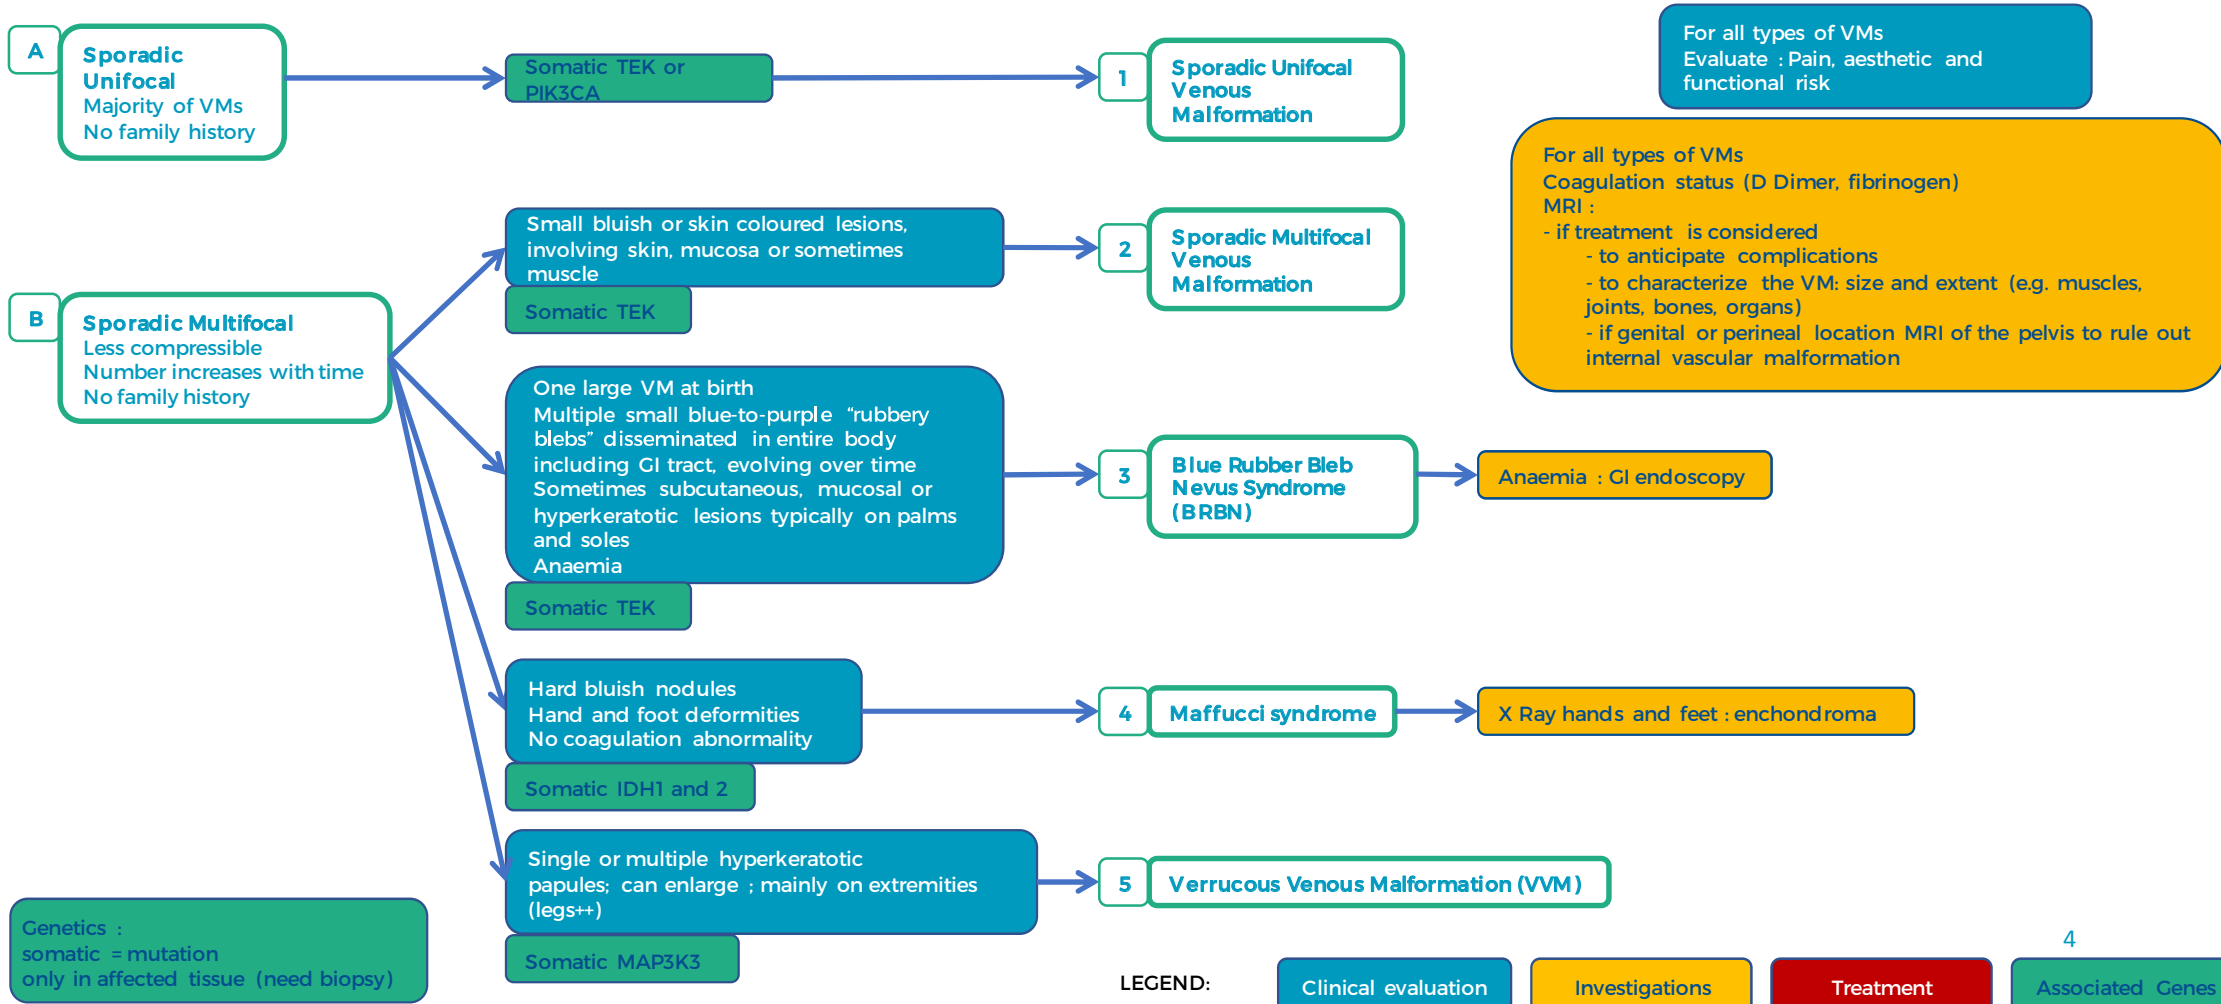 A
Sporadic
Unifocal
Majority of VMs
No family history
Somatic TEK or
PIK3CA
1
Sporadic Unifocal
Venous
Malformation
For all types of VMs
Evaluate : Pain, aesthetic and
functional risk
For all types of VMs
Coagulation status (D Dimer, fibrinogen)
MRI :
- if treatment is considered
- to anticipate complications
- to characterize the VM: size and extent (e.g. muscles,
joints, bones, organs)
- if genital or perineal location MRI of the pelvis to rule out
internal vascular malformation
B
Sporadic Multifocal
Less compressible
Number increases with time
No family history
Small bluish or skin coloured lesions,
involving skin, mucosa or sometimes
muscle
Somatic TEK
2
Sporadic Multifocal
Venous
Malformation
One large VM at birth
Multiple small blue-to-purple “rubbery
blebs” disseminated in entire body
including GI tract, evolving over time
Sometimes subcutaneous, mucosal or
hyperkeratotic lesions typically on palms
and soles
Anaemia
Somatic TEK
3
Blue Rubber Bleb
Nevus Syndrome
(BRBN)
Anaemia : GI endoscopy
Hard bluish nodules
Hand and foot deformities
No coagulation abnormality
Somatic IDH1 and 2
4
Maffucci syndrome
X Ray hands and feet : enchondroma
Single or multiple hyperkeratotic
papules; can enlarge ; mainly on extremities
(legs++)
Somatic MAP3K3
5
Verrucous Venous Malformation (VVM)
Genetics :
somatic = mutation
only in affected tissue (need biopsy)
4
LEGEND:
Clinical evaluation
Investigations
Treatment
Associated Genes